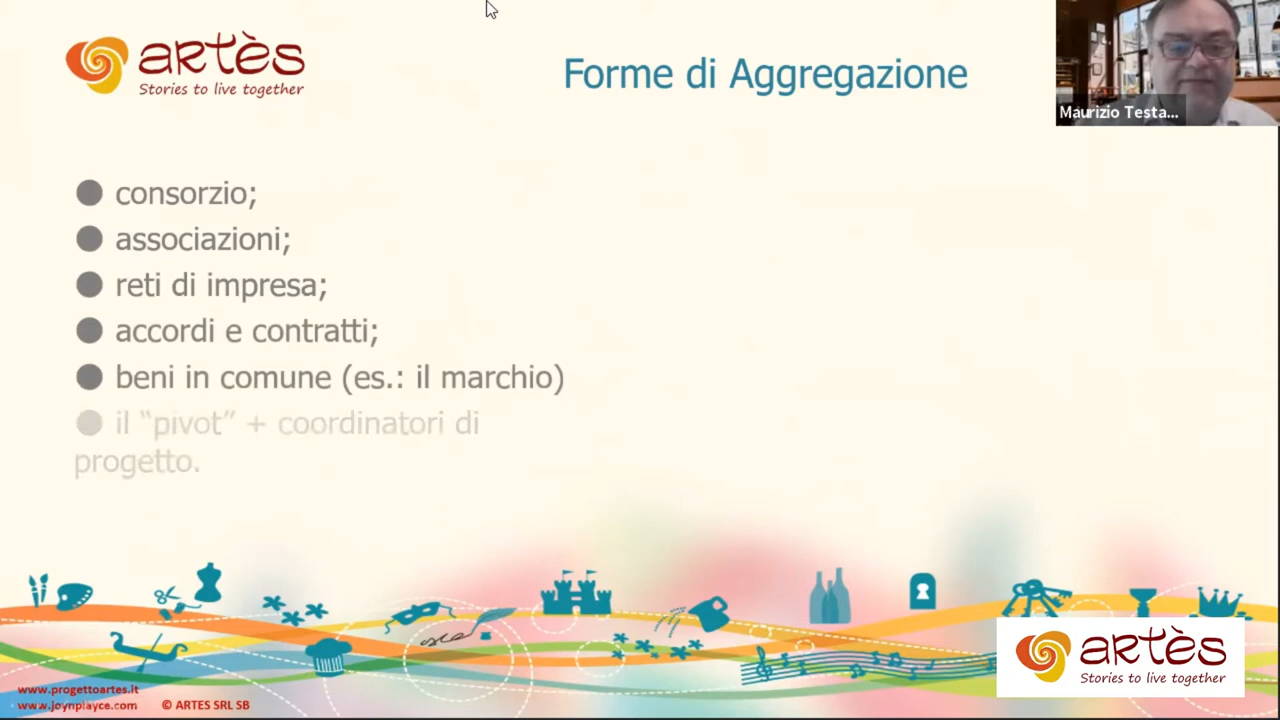 artès
Stories to live together
Forme di Aggregazione
Maurizio Testa...
consorzio;
associazioni;
reti di impresa;
accordi e contratti;
beni in comune (es.: il marchio)
il “pivot” + coordinatori di
progetto.
artès
Stories to live together
www.progettoartes.it
www.joynplayce.com © ARTES SRL SB